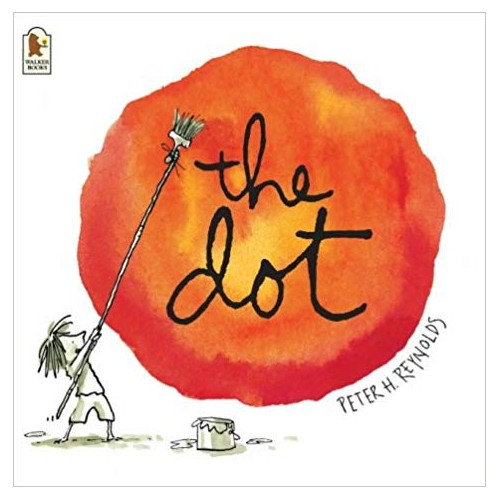 WALKER
BOOKS
the
dot
PETER H. REYNOLDS